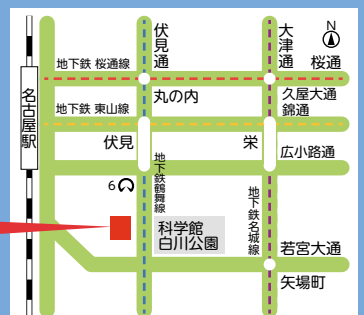 伏見通
大津通
N
桜通
地下鉄 桜通線
丸の内
久屋大通
錦通
地下鉄 東山線
名古屋駅
伏見
栄
広小路通
地下鉄鶴舞線
6
地下鉄名城線
科学館
白川公園
若宮大通
矢場町